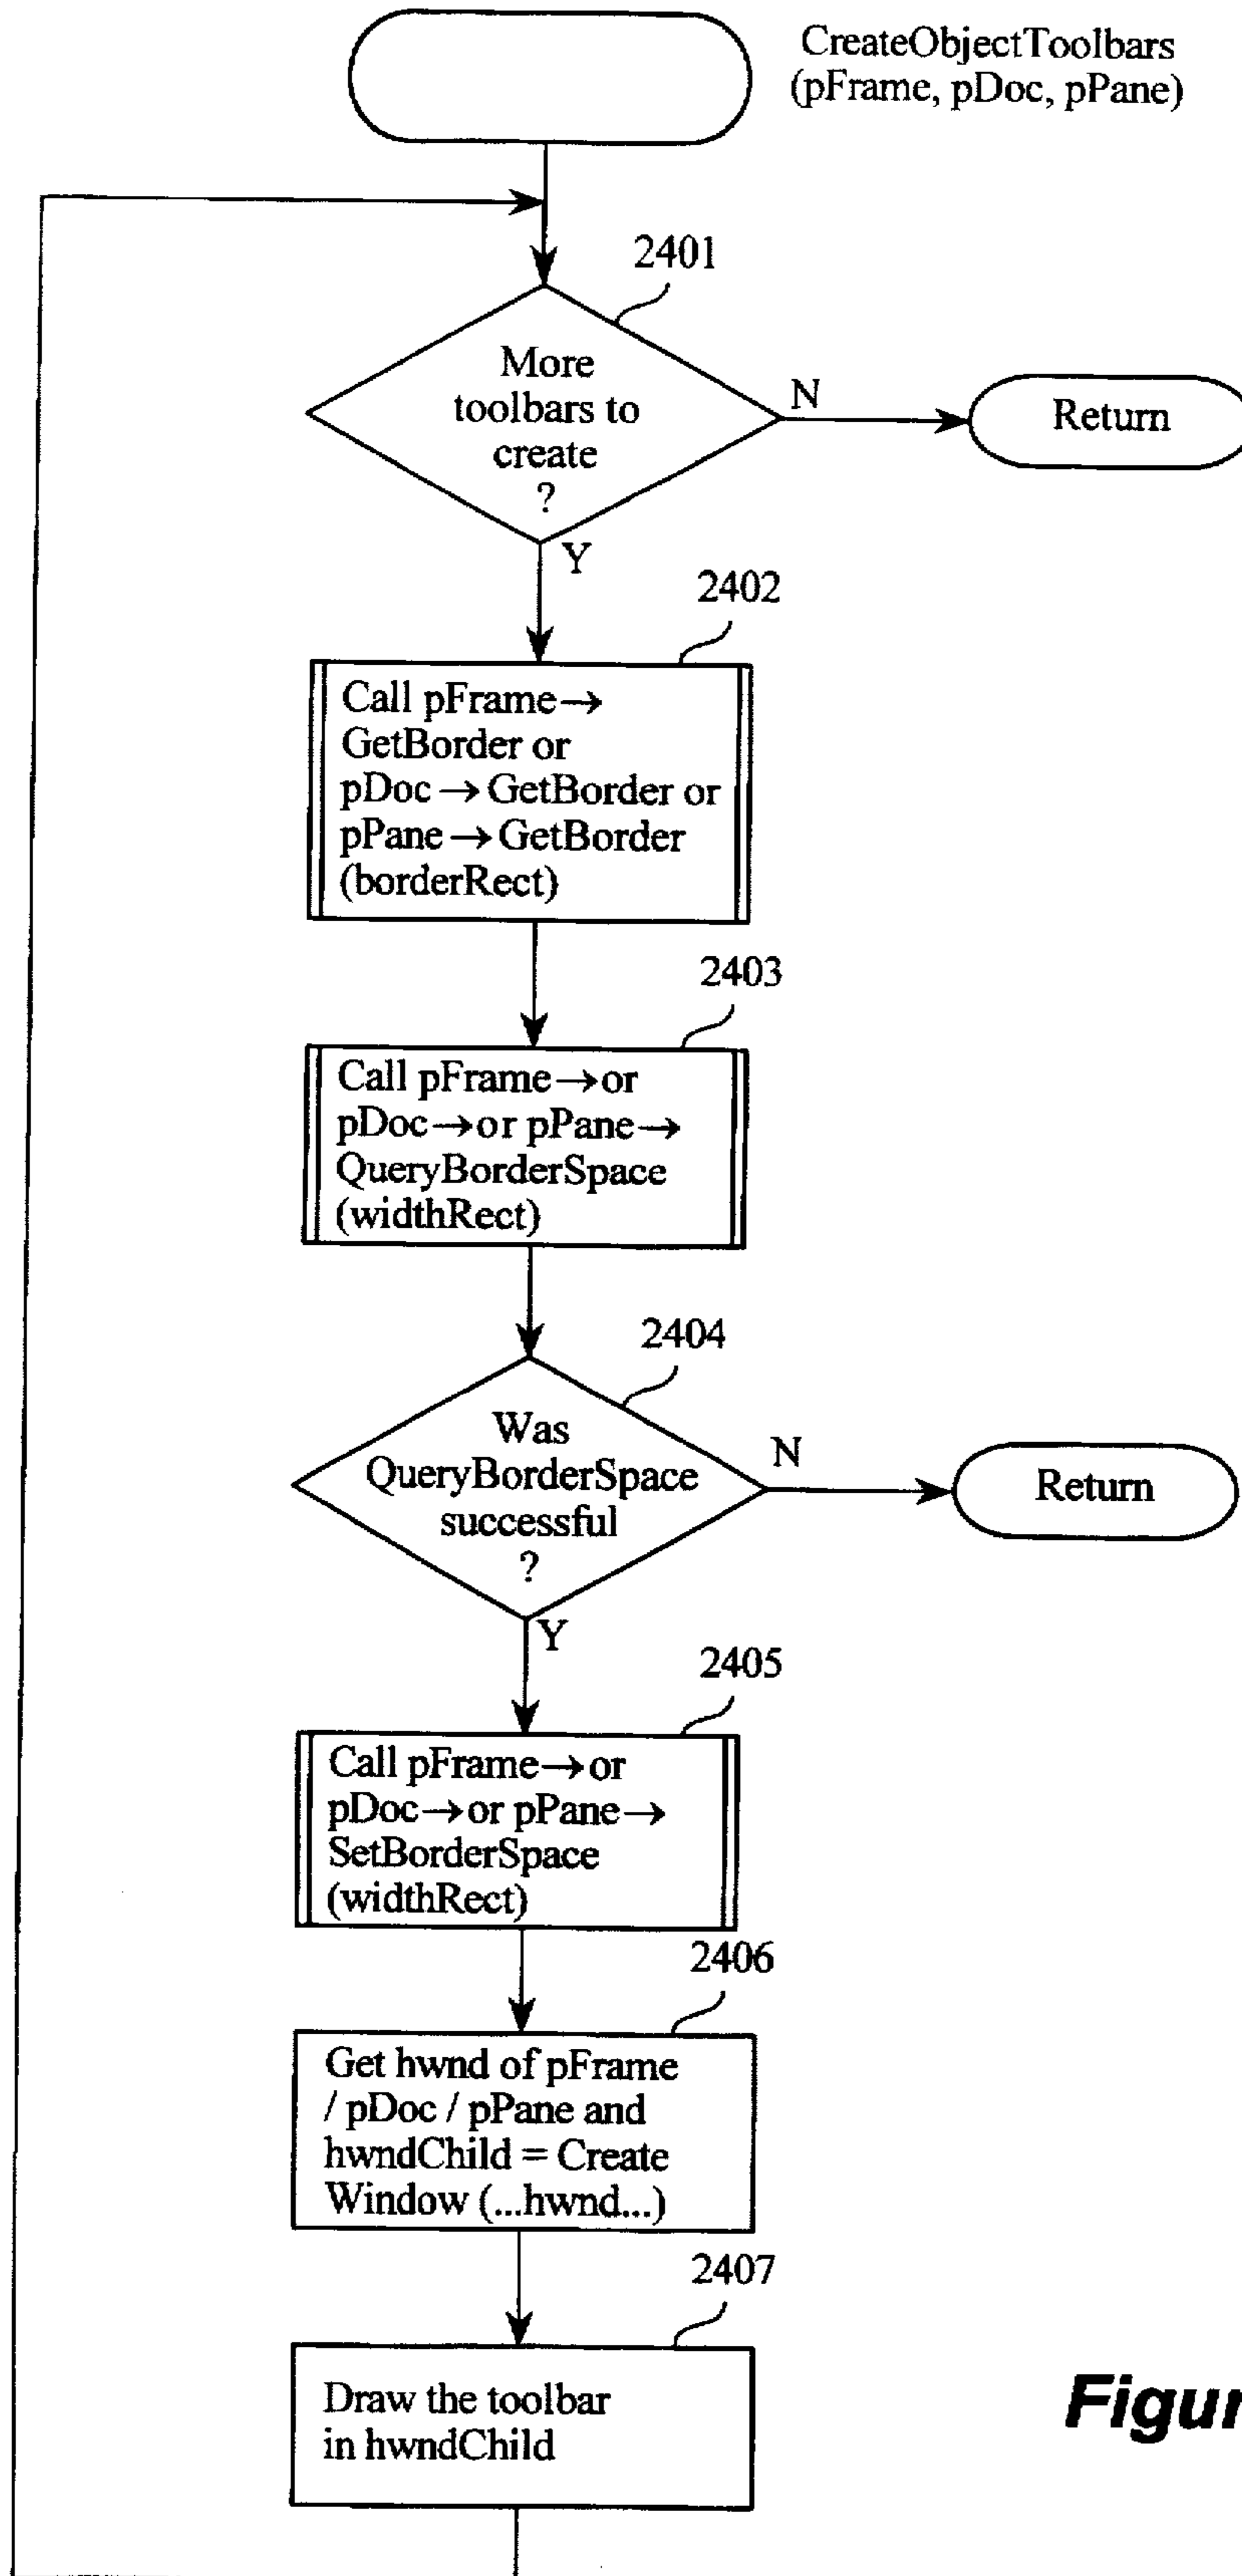 CreateObjectToolbars
(pFrame, pDoc, pPane)
2401
More
toolbars to
create
?
N
Return
Y
2402
Call pFrame→
GetBorder or
pDoc→GetBorder or
pPane→GetBorder
(borderRect)
2403
Call pFrame→or
pDoc→or pPane→
QueryBorderSpace
(widthRect)
2404
Was
QueryBorderSpace
successful
?
N
Return
Y
2405
Call pFrame→or
pDoc→or pPane→
SetBorderSpace
(widthRect)
2406
Get hwnd of pFrame
/ pDoc / pPane and
hwndChild = Create
Window (...hwnd...)
2407
Draw the toolbar
in hwndChild